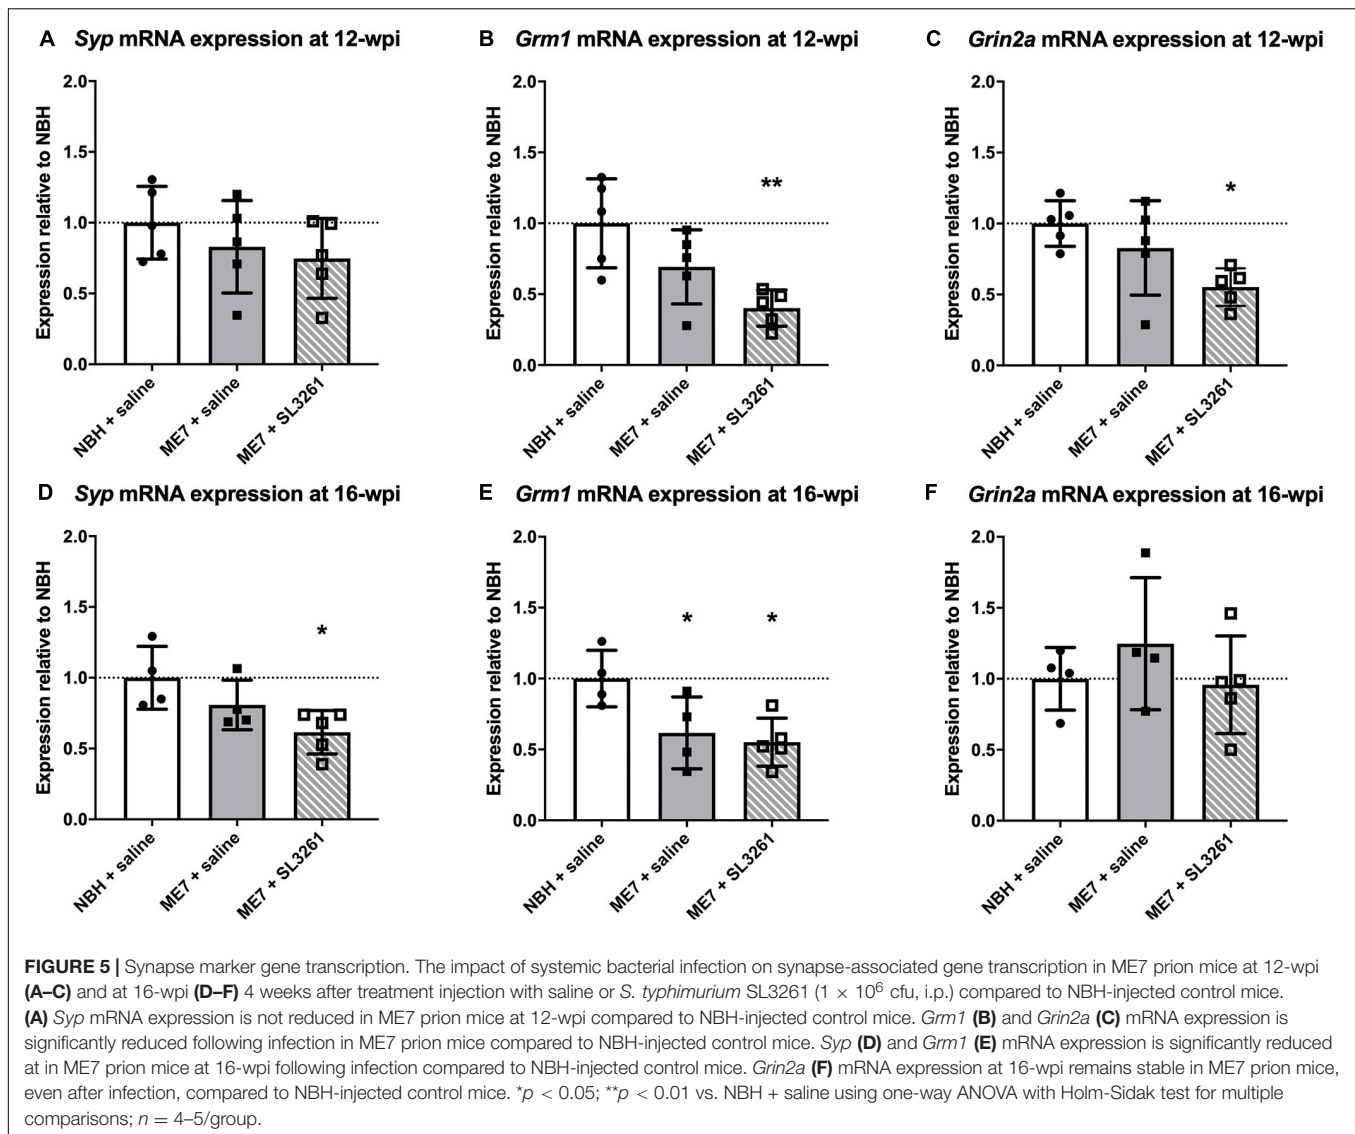 A Syp mRNA expression at 12-wpi
Expression relative to NBH
2.0
1.5
1.0
0.5
0.0
NBH + saline
ME7 + saline
ME7 + SL3261
B Grm1 mRNA expression at 12-wpi
Expression relative to NBH
2.0
1.5
1.0
0.5
0.0
**
NBH + saline
ME7 + saline
ME7 + SL3261
C Grin2a mRNA expression at 12-wpi
Expression relative to NBH
2.0
1.5
1.0
0.5
0.0
*
NBH + saline
ME7 + saline
ME7 + SL3261
D Syp mRNA expression at 16-wpi
Expression relative to NBH
2.0
1.5
1.0
0.5
0.0
*
NBH + saline
ME7 + saline
ME7 + SL3261
E Grm1 mRNA expression at 16-wpi
Expression relative to NBH
2.0
1.5
1.0
0.5
0.0
*
*
NBH + saline
ME7 + saline
ME7 + SL3261
F Grin2a mRNA expression at 16-wpi
Expression relative to NBH
2.0
1.5
1.0
0.5
0.0
NBH + saline
ME7 + saline
ME7 + SL3261
FIGURE 5 | Synapse marker gene transcription. The impact of systemic bacterial infection on synapse-associated gene transcription in ME7 prion mice at 12-wpi
(A–C) and at 16-wpi (D–F) 4 weeks after treatment injection with saline or S. typhimurium SL3261 (1 × 10⁶ cfu, i.p.) compared to NBH-injected control mice.
(A) Syp mRNA expression is not reduced in ME7 prion mice at 12-wpi compared to NBH-injected control mice. Grm1 (B) and Grin2a (C) mRNA expression is
significantly reduced following infection in ME7 prion mice compared to NBH-injected control mice. Syp (D) and Grm1 (E) mRNA expression is significantly reduced
at in ME7 prion mice at 16-wpi following infection compared to NBH-injected control mice. Grin2a (F) mRNA expression at 16-wpi remains stable in ME7 prion mice,
even after infection, compared to NBH-injected control mice. *p < 0.05; **p < 0.01 vs. NBH + saline using one-way ANOVA with Holm-Sidak test for multiple
comparisons; n = 4–5/group.